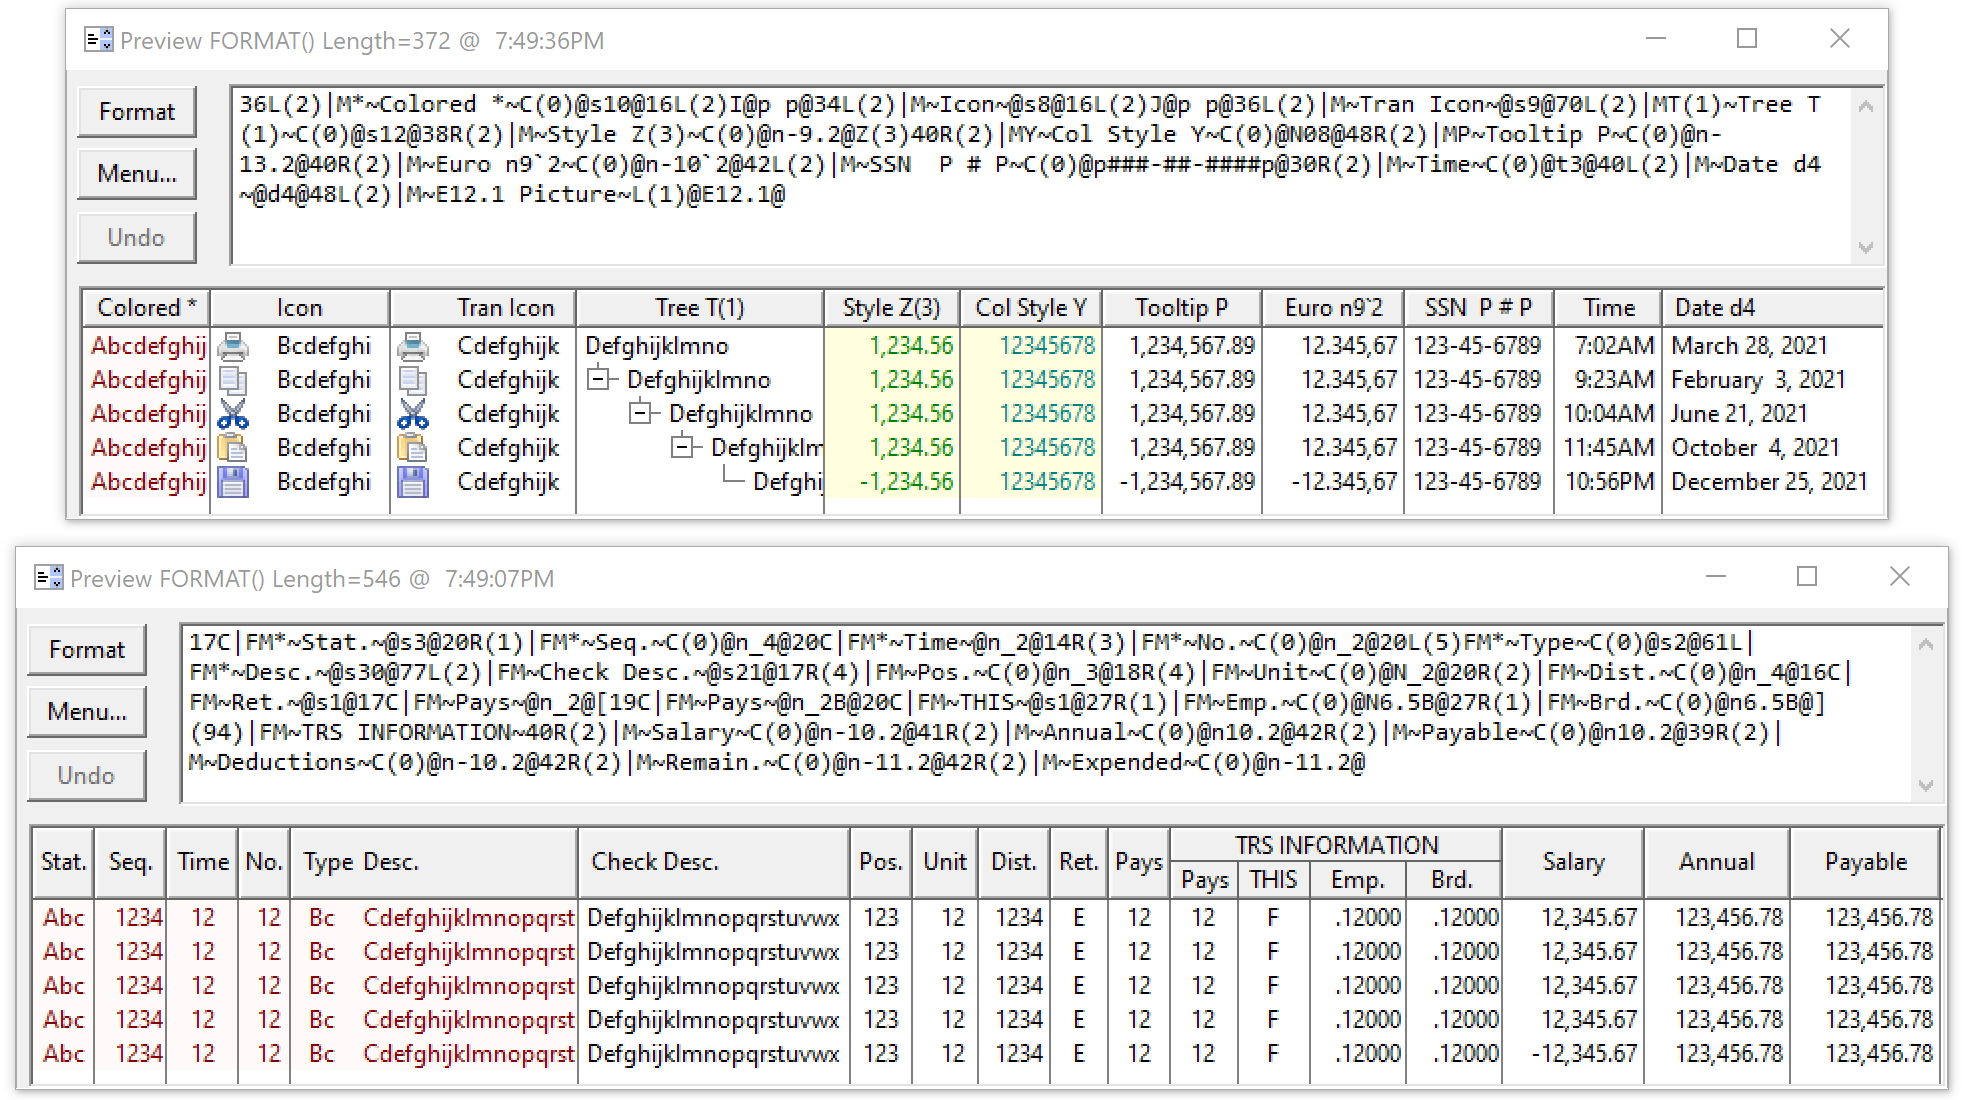 Preview FORMAT() Length=372 @  7:49:36PM
Format
Menu...
Undo
36L(2)|M*~Colored *~C(0)@s10@16L(2)I@p p@34L(2)|M~Icon~@s8@16L(2)J@p p@36L(2)|M~Tran Icon~@s9@70L(2)|MT(1)~Tree T
(1)~C(0)@s12@38R(2)|M~Style Z(3)~C(0)@n-9.2@Z(3)40R(2)|MY~Col Style Y~C(0)@N08@48R(2)|MP~Tooltip P~C(0)@n-
13.2@40R(2)|M~Euro n9`2~C(0)@n-10`2@42L(2)|M~SSN  P # P~C(0)@p###-##-####p@30R(2)|M~Time~C(0)@t3@40L(2)|M~Date d4
~@d4@48L(2)|M~E12.1 Picture~L(1)@E12.1@
Colored * Icon Tran Icon Tree T(1) Style Z(3) Col Style Y Tooltip P Euro n9`2 SSN  P # P Time Date d4
Abcdefghij Bcdefghi Cdefghijk Defghijklmno 1,234.56 12345678 1,234,567.89 12.345,67 123-45-6789 7:02AM March 28, 2021
Abcdefghij Bcdefghi Cdefghijk Defghijklmno 1,234.56 12345678 1,234,567.89 12.345,67 123-45-6789 9:23AM February  3, 2021
Abcdefghij Bcdefghi Cdefghijk Defghijklmno 1,234.56 12345678 1,234,567.89 12.345,67 123-45-6789 10:04AM June 21, 2021
Abcdefghij Bcdefghi Cdefghijk Defghijklm 1,234.56 12345678 1,234,567.89 12.345,67 123-45-6789 11:45AM October  4, 2021
Abcdefghij Bcdefghi Cdefghijk Defghij -1,234.56 12345678 -1,234,567.89 -12.345,67 123-45-6789 10:56PM December 25, 2021
Preview FORMAT() Length=546 @  7:49:07PM
Format
Menu...
Undo
17C|FM*~Stat.~@s3@20R(1)|FM*~Seq.~C(0)@n_4@20C|FM*~Time~@n_2@14R(3)|FM*~No.~C(0)@n_2@20L(5)FM*~Type~C(0)@s2@61L|
FM*~Desc.~@s30@77L(2)|FM~Check Desc.~@s21@17R(4)|FM~Pos.~C(0)@n_3@18R(4)|FM~Unit~C(0)@N_2@20R(2)|FM~Dist.~C(0)@n_4@16C|
FM~Ret.~@s1@17C|FM~Pays~@n_2@[19C|FM~Pays~@n_2B@20C|FM~THIS~@s1@27R(1)|FM~Emp.~C(0)@N6.5B@27R(1)|FM~Brd.~C(0)@n6.5B@]
(94)|FM~TRS INFORMATION~40R(2)|M~Salary~C(0)@n-10.2@41R(2)|M~Annual~C(0)@n10.2@42R(2)|M~Payable~C(0)@n10.2@39R(2)|
M~Deductions~C(0)@n-10.2@42R(2)|M~Remain.~C(0)@n-11.2@42R(2)|M~Expended~C(0)@n-11.2@
TRS INFORMATION
Stat. Seq. Time No. Type Desc. Check Desc. Pos. Unit Dist. Ret. Pays Pays THIS Emp. Brd. Salary Annual Payable
Abc 1234 12 12 Bc Cdefghijklmnopqrst Defghijklmnopqrstuvwx 123 12 1234 E 12 12 F .12000 .12000 12,345.67 123,456.78 123,456.78
Abc 1234 12 12 Bc Cdefghijklmnopqrst Defghijklmnopqrstuvwx 123 12 1234 E 12 12 F .12000 .12000 12,345.67 123,456.78 123,456.78
Abc 1234 12 12 Bc Cdefghijklmnopqrst Defghijklmnopqrstuvwx 123 12 1234 E 12 12 F .12000 .12000 12,345.67 123,456.78 123,456.78
Abc 1234 12 12 Bc Cdefghijklmnopqrst Defghijklmnopqrstuvwx 123 12 1234 E 12 12 F .12000 .12000 12,345.67 123,456.78 123,456.78
Abc 1234 12 12 Bc Cdefghijklmnopqrst Defghijklmnopqrstuvwx 123 12 1234 E 12 12 F .12000 .12000 -12,345.67 123,456.78 123,456.78